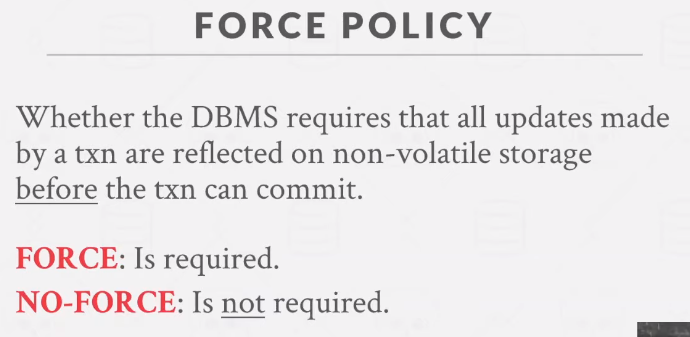 FORCE POLICY
Whether the DBMS requires that all updates made
by a txn are reflected on non-volatile storage
before the txn can commit.
FORCE: Is required.
NO-FORCE: Is not required.